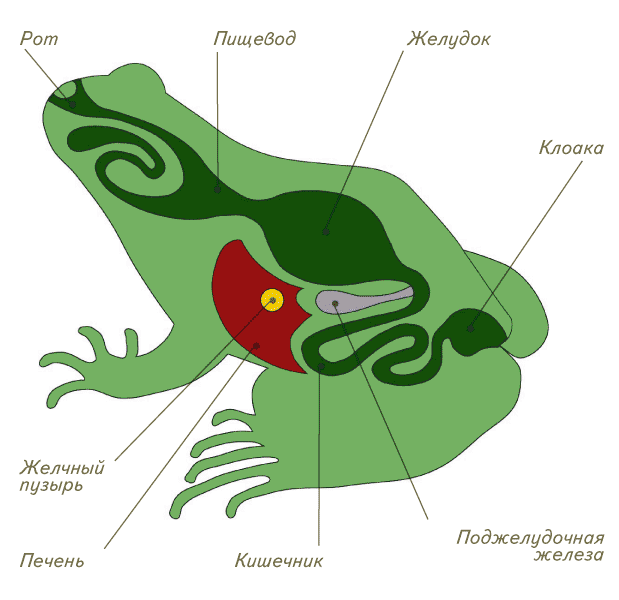 Рот
Пищевод
Желудок
Клоака
Желчный
пузырь
Печень
Кишечник
Поджелудочная
железа